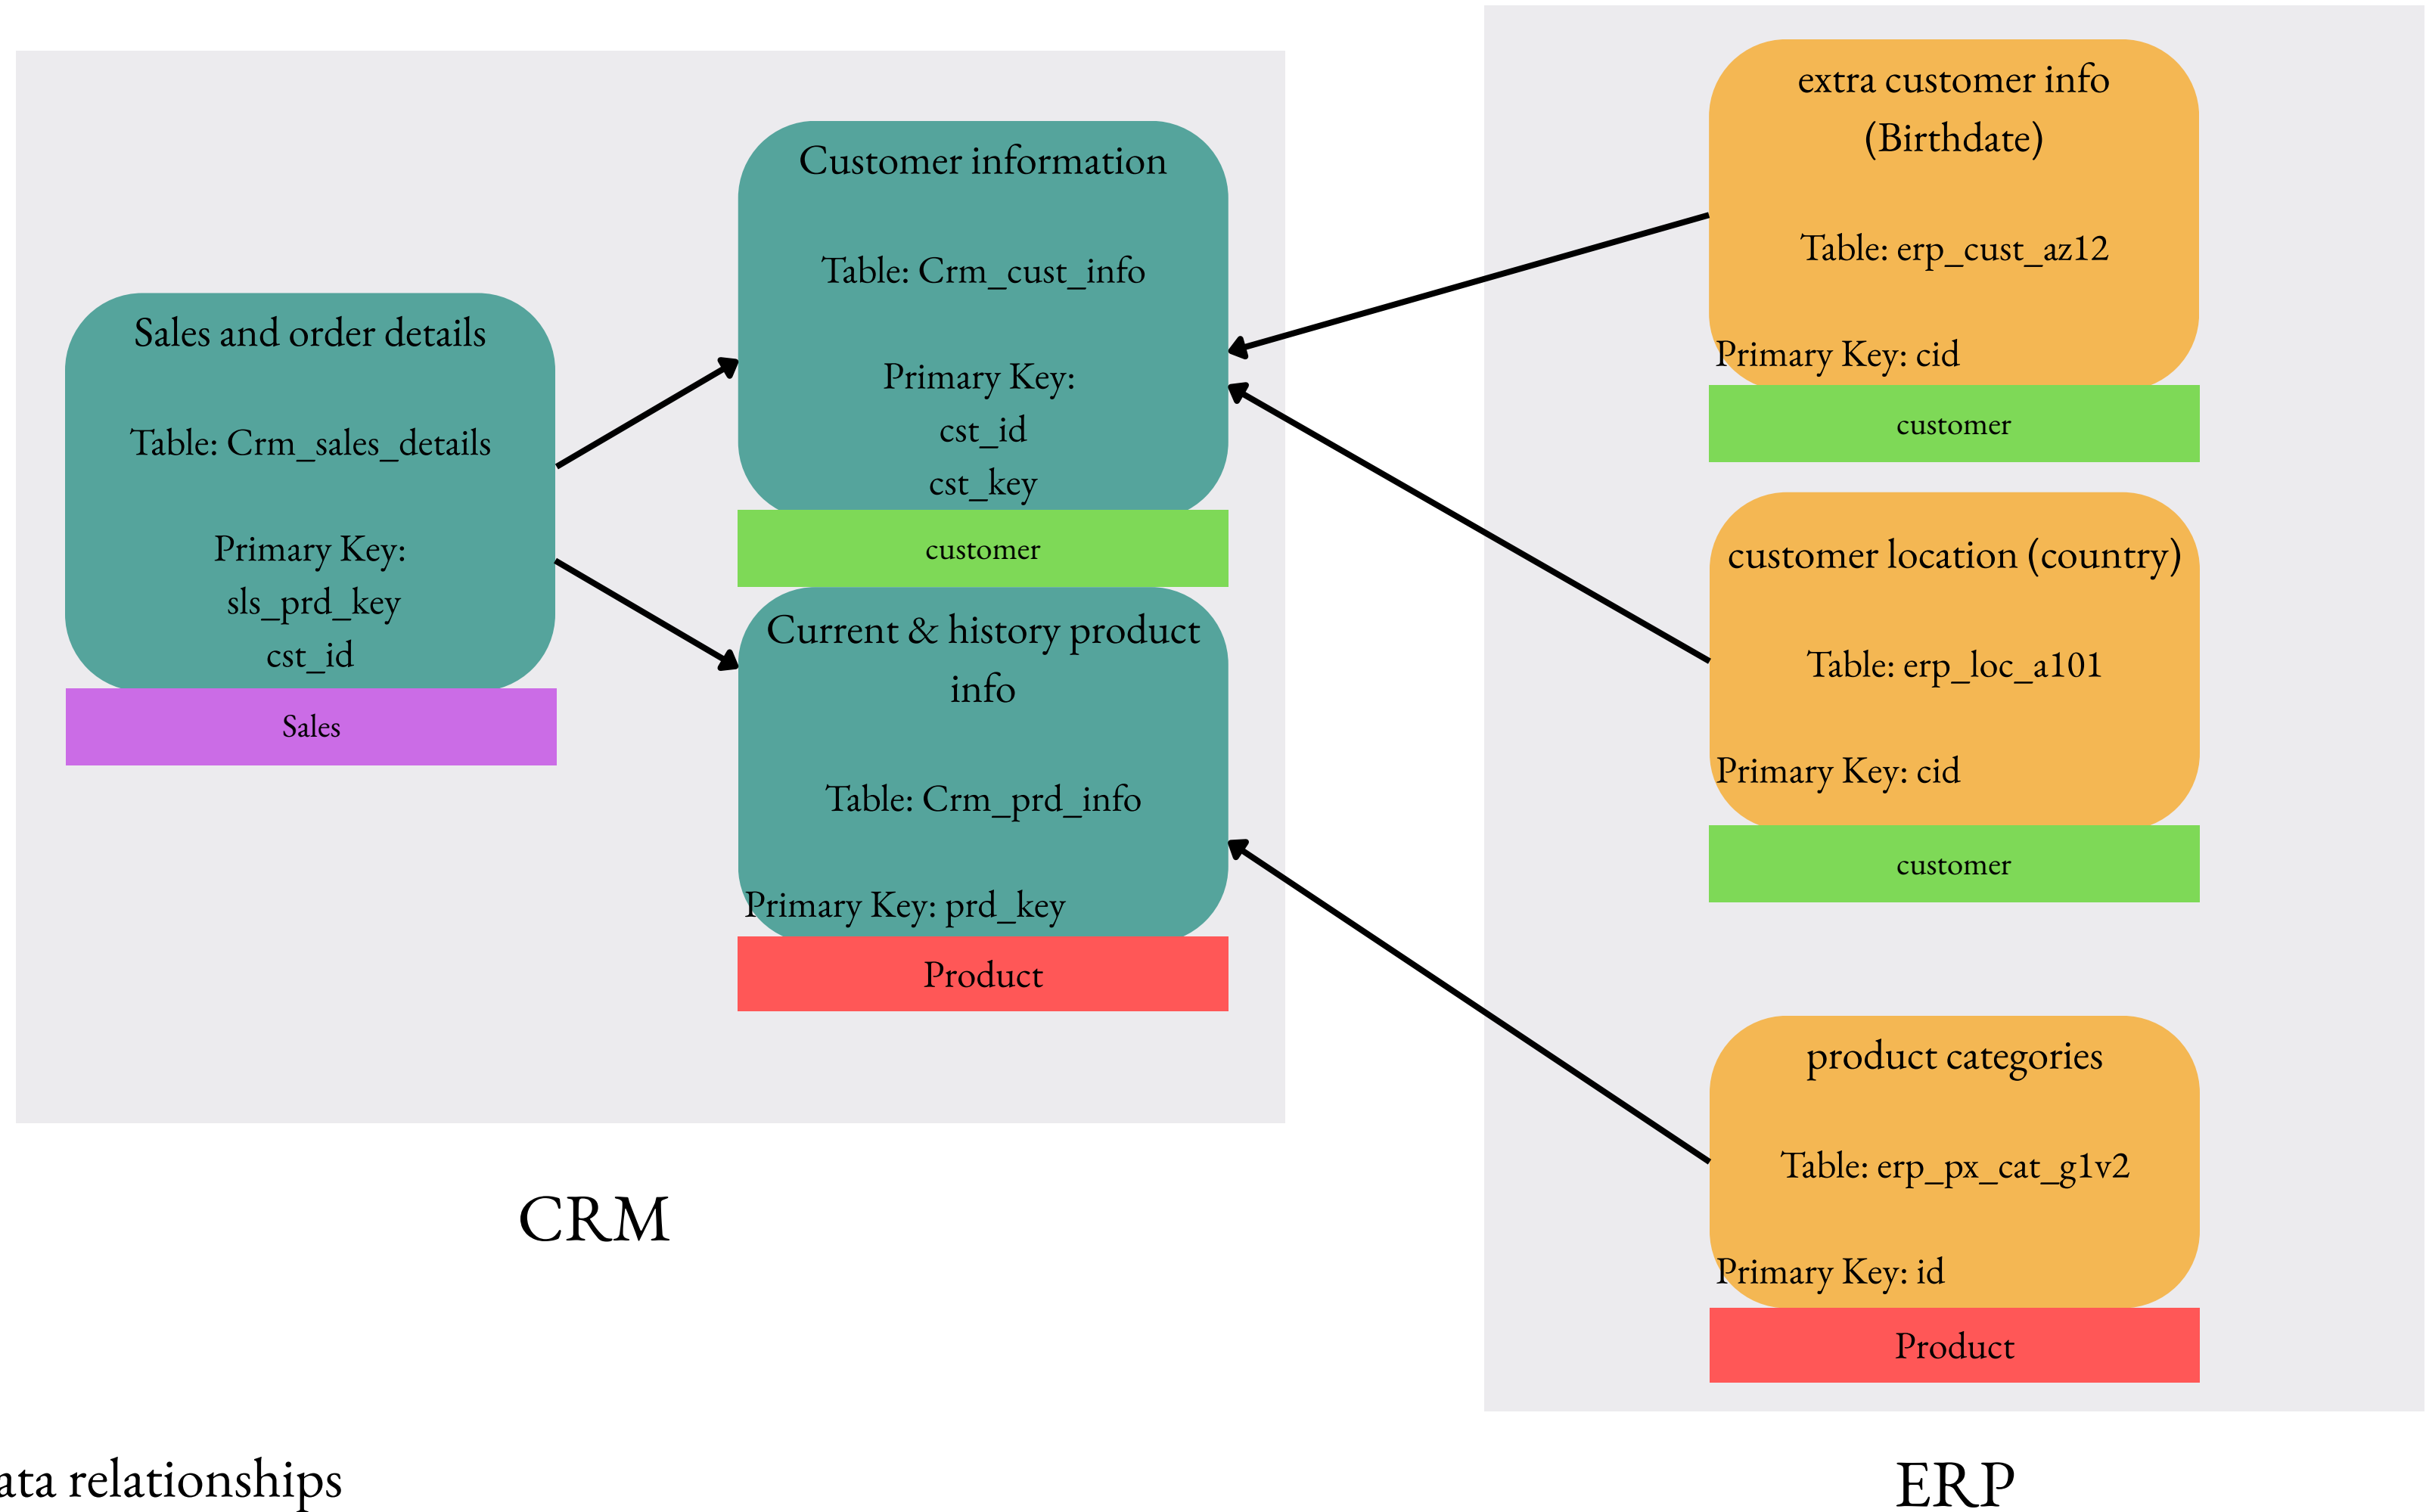 Sales and order details
Table: Crm_sales_details
Primary Key:
sls_prd_key
cst_id
Sales
Customer information
Table: Crm_cust_info
Primary Key:
cst_id
cst_key
customer
Current & history product
info
Table: Crm_prd_info
Primary Key: prd_key
Product
CRM
extra customer info
(Birthdate)
Table: erp_cust_az12
Primary Key: cid
customer
customer location (country)
Table: erp_loc_a101
Primary Key: cid
customer
product categories
Table: erp_px_cat_g1v2
Primary Key: id
Product
ERP
ata relationships